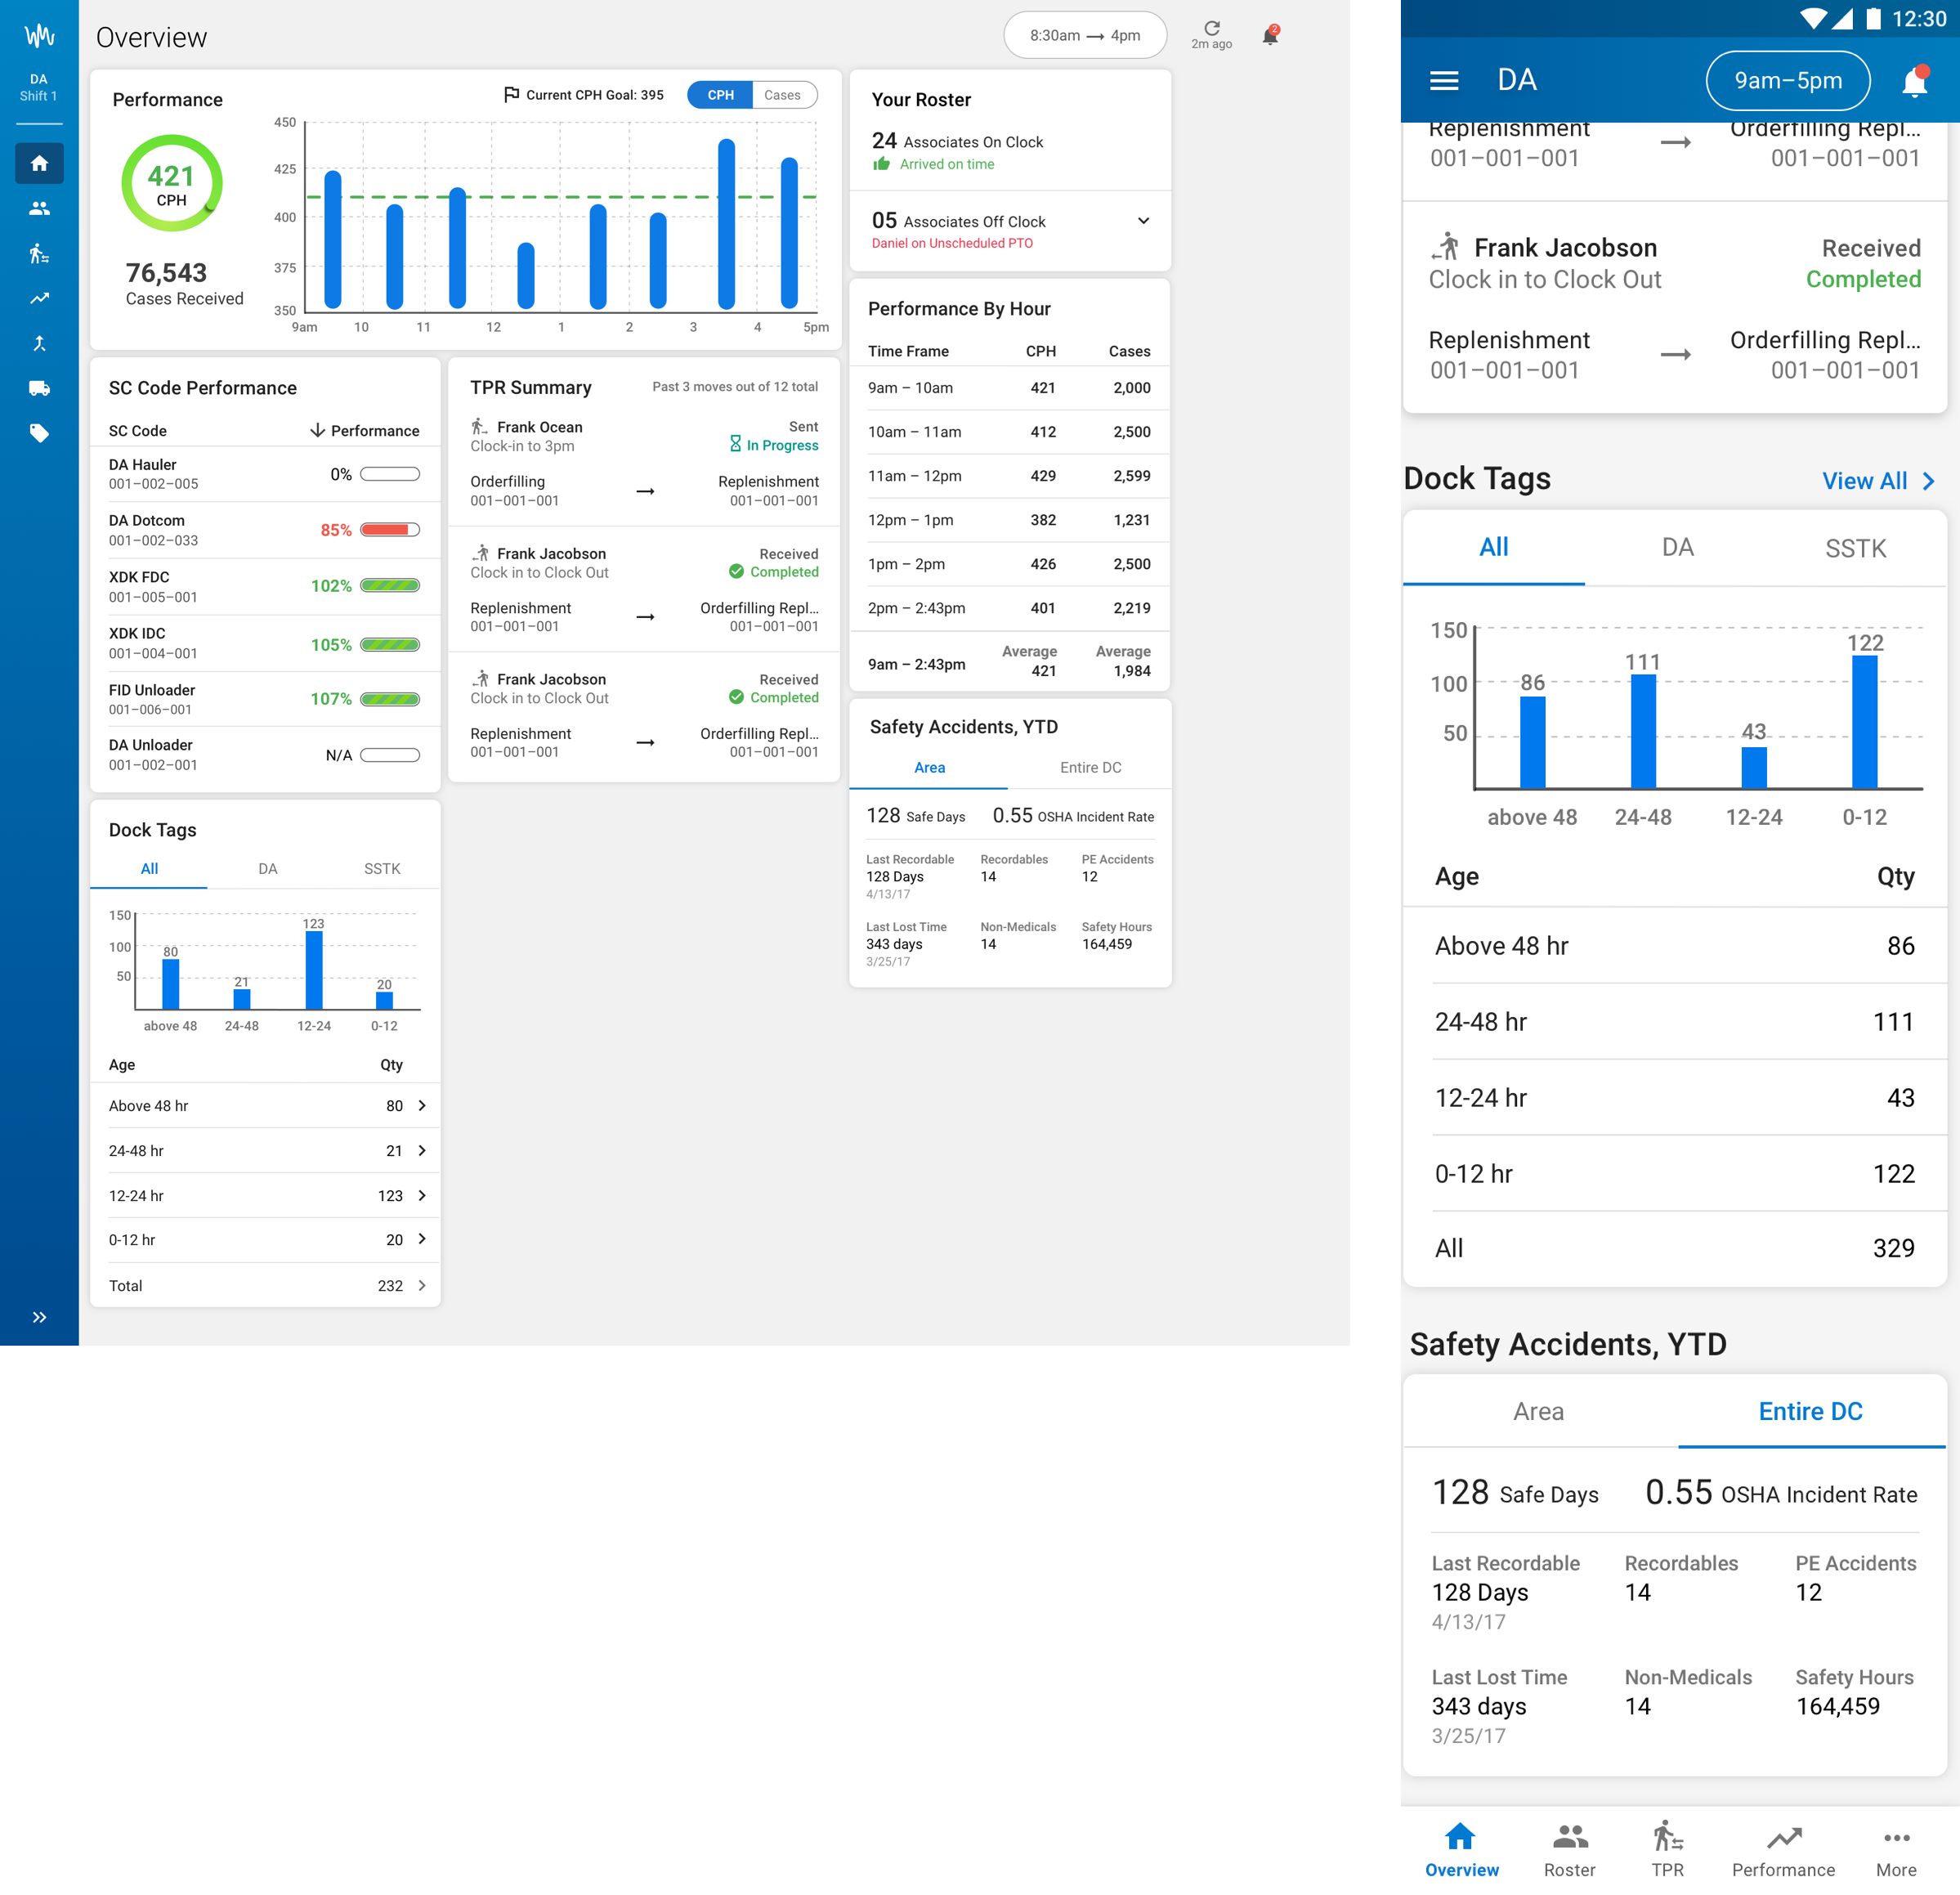 DA
Shift 1
Overview
8:30am → 4pm
2m ago
2
Performance
Current CPH Goal: 395
CPH
Cases
421
CPH
76,543
Cases Received
450
425
400
375
350
9am 10 11 12 1 2 3 4 5pm
Your Roster
24 Associates On Clock
Arrived on time
05 Associates Off Clock
Daniel on Unscheduled PTO
SC Code Performance
SC Code Performance
DA Hauler
001–002–005
0%
DA Dotcom
001–002–033
85%
XDK FDC
001–005–001
102%
XDK IDC
001–004–001
105%
FID Unloader
001–006–001
107%
DA Unloader
001–002–001
N/A
TPR Summary
Past 3 moves out of 12 total
Frank Ocean Sent
Clock-in to 3pm In Progress
Orderfilling → Replenishment
001–001–001 001–001–001
Frank Jacobson Received
Clock in to Clock Out Completed
Replenishment → Orderfilling Repl...
001–001–001 001–001–001
Frank Jacobson Received
Clock in to Clock Out Completed
Replenishment → Orderfilling Repl...
001–001–001 001–001–001
Performance By Hour
Time Frame CPH Cases
9am – 10am 421 2,000
10am – 11am 412 2,500
11am – 12pm 429 2,599
12pm – 1pm 382 1,231
1pm – 2pm 426 2,500
2pm – 2:43pm 401 2,219
Average Average
9am – 2:43pm 421 1,984
Safety Accidents, YTD
Area Entire DC
128 Safe Days 0.55 OSHA Incident Rate
Last Recordable Recordables PE Accidents
128 Days 14 12
4/13/17
Last Lost Time Non-Medicals Safety Hours
343 days 14 164,459
3/25/17
Dock Tags
All DA SSTK
150
100
50
80 21 123 20
above 48 24-48 12-24 0-12
Age Qty
Above 48 hr 80
24-48 hr 21
12-24 hr 123
0-12 hr 20
Total 232
12:30
DA 9am–5pm
Replenishment → Orderfilling Repl...
001–001–001 001–001–001
Frank Jacobson Received
Clock in to Clock Out Completed
Replenishment → Orderfilling Repl...
001–001–001 001–001–001
Dock Tags View All
All DA SSTK
150
100
50
86 111 43 122
above 48 24-48 12-24 0-12
Age Qty
Above 48 hr 86
24-48 hr 111
12-24 hr 43
0-12 hr 122
All 329
Safety Accidents, YTD
Area Entire DC
128 Safe Days 0.55 OSHA Incident Rate
Last Recordable Recordables PE Accidents
128 Days 14 12
4/13/17
Last Lost Time Non-Medicals Safety Hours
343 days 14 164,459
3/25/17
Overview Roster TPR Performance More